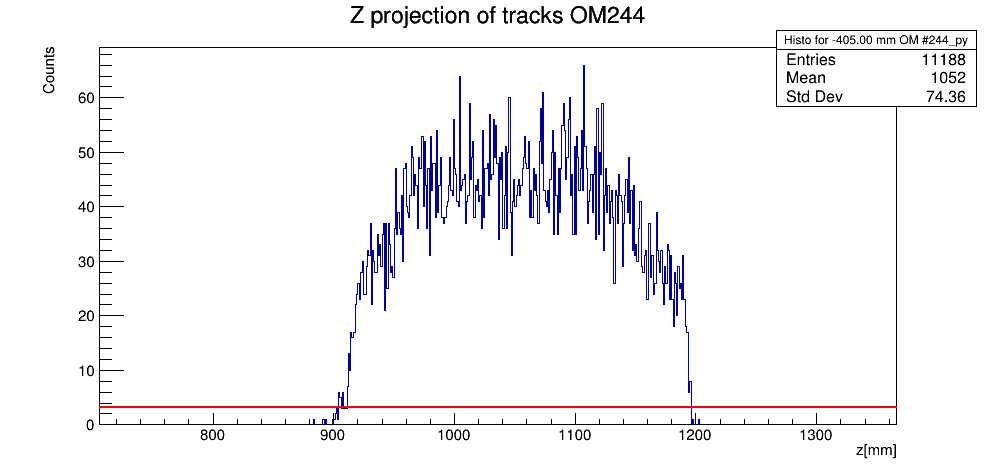 Z projection of tracks OM244
Histo for -405.00 mm OM #244_py
Entries 11188
Mean 1052
Std Dev 74.36
Counts
60
50
40
30
20
10
0
800 900 1000 1100 1200 1300
z[mm]